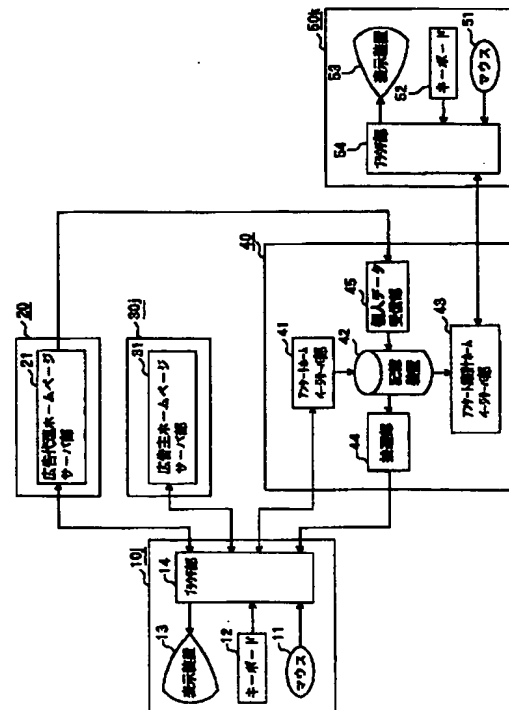 20
21
広告代理ホームページ
サーバ部
30j
31
広告主ホームページ
サーバ部
10j
13
表示装置
14
ブラウザ部
12
キーボード
11
マウス
40
41
アンケートホーム
ページサーバ部
45
個人データ
受信部
42
記憶
装置
44
抽選部
43
アンケート集計ホーム
ページサーバ部
50k
53
表示装置
54
ブラウザ部
52
キーボード
51
マウス